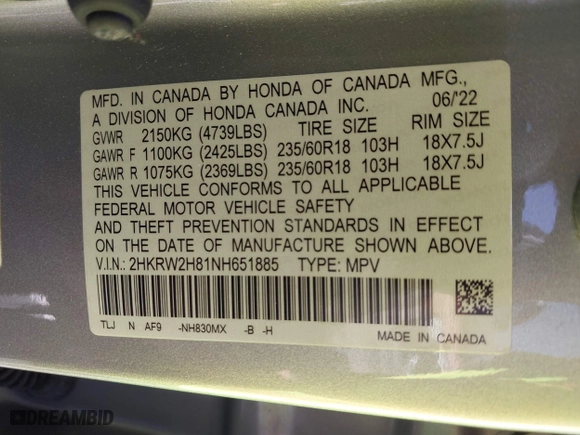 MFD. IN CANADA BY HONDA OF CANADA MFG.,
A DIVISION OF HONDA CANADA INC. 06/'22
GVWR 2150KG (4739LBS) TIRE SIZE RIM SIZE
GAWR F 1100KG (2425LBS) 235/60R18 103H 18X7.5J
GAWR R 1075KG (2369LBS) 235/60R18 103H 18X7.5J
THIS VEHICLE CONFORMS TO ALL APPLICABLE
FEDERAL MOTOR VEHICLE SAFETY
AND THEFT PREVENTION STANDARDS IN EFFECT
ON THE DATE OF MANUFACTURE SHOWN ABOVE.
V.I.N.: 2HKRW2H81NH651885 TYPE: MPV
TLJ N AF9 -NH830MX -B -H
MADE IN CANADA
DREAMBID